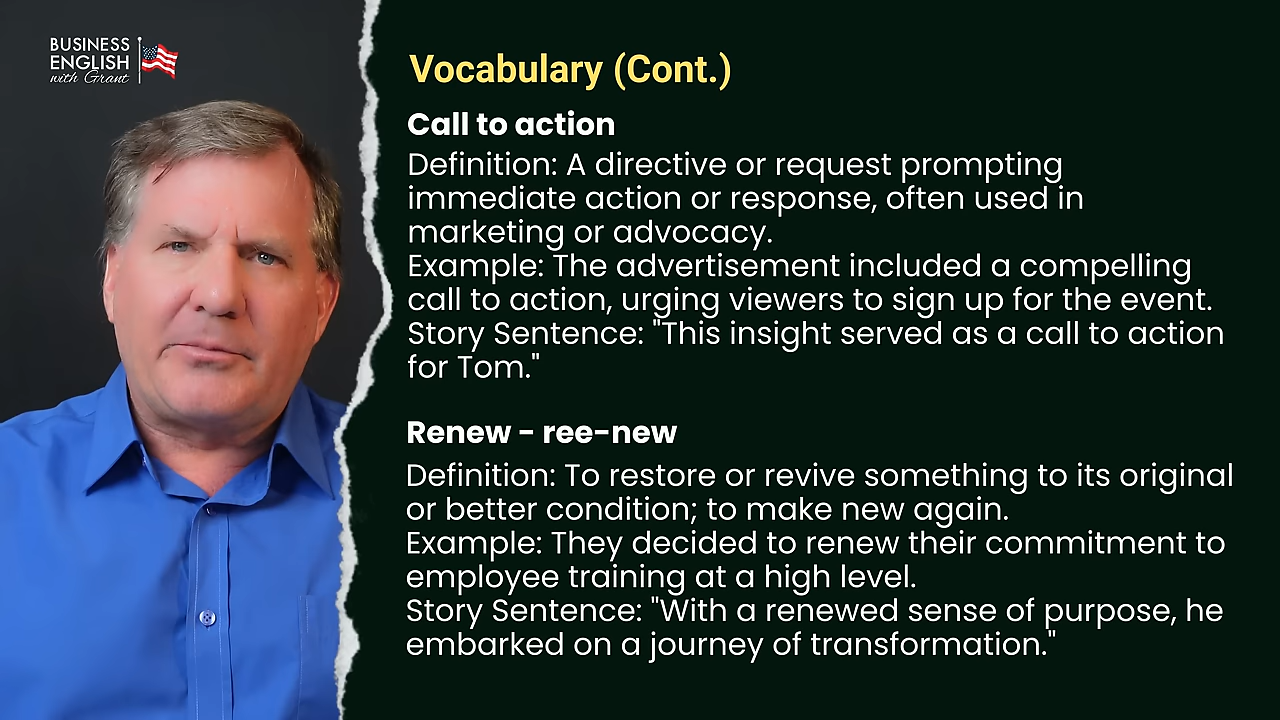 BUSINESS
ENGLISH
with Grant
Vocabulary (Cont.)
Call to action
Definition: A directive or request prompting
immediate action or response, often used in
marketing or advocacy.
Example: The advertisement included a compelling
call to action, urging viewers to sign up for the event.
Story Sentence: "This insight served as a call to action
for Tom."
Renew - ree-new
Definition: To restore or revive something to its original
or better condition; to make new again.
Example: They decided to renew their commitment to
employee training at a high level.
Story Sentence: "With a renewed sense of purpose, he
embarked on a journey of transformation."